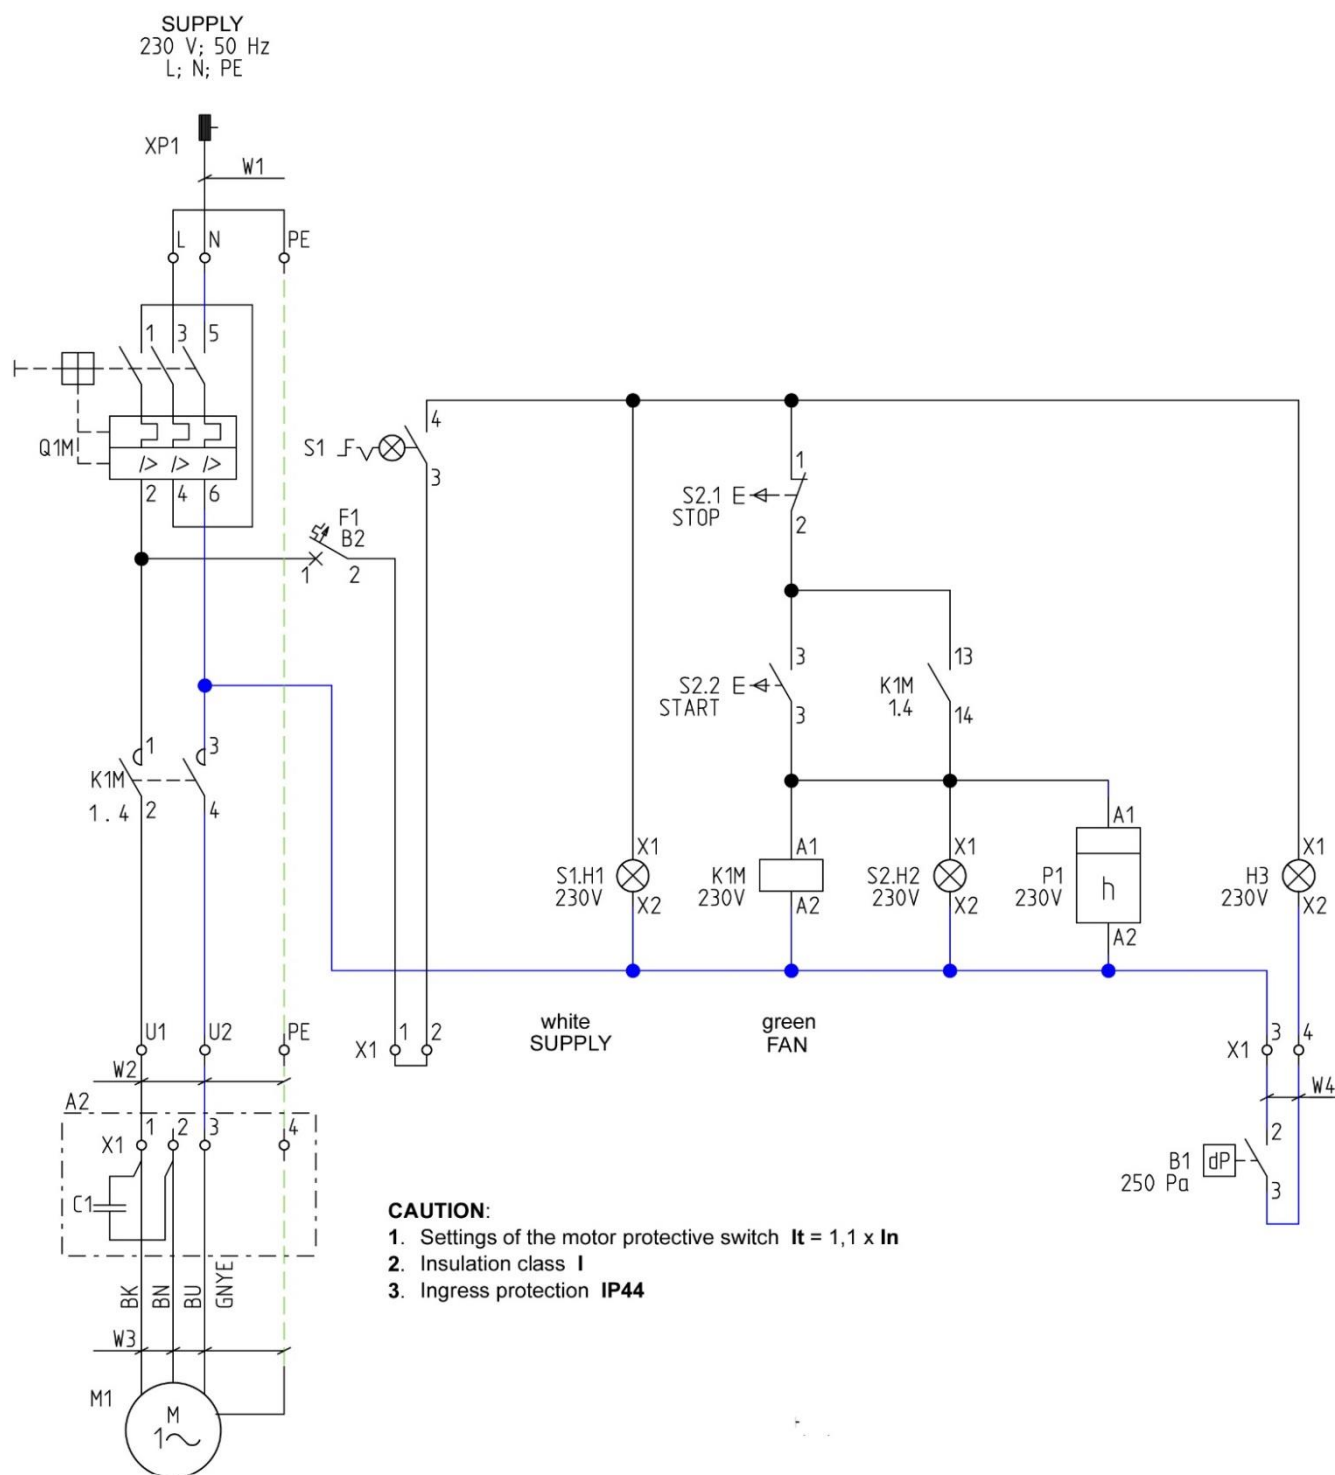 SUPPLY
230 V; 50 Hz
L; N; PE
XP1
W1
L N PE
1 3 5
Q1M
I> I> I>
2 4 6
F1
B2
1 2
S1
4
3
S2.1 E
STOP
1
2
S2.2 E
START
3
3
K1M
1.4
13
14
K1M
1. 4
1 3
2 4
S1.H1
230V
X1
X2
K1M
230V
A1
A2
S2.H2
230V
X1
X2
P1
230V
h
A1
A2
H3
230V
X1
X2
white
SUPPLY
green
FAN
U1 U2 PE
X1 1 2
X1 3 4
W2
W4
A2
X1 1 2 3 4
C1
B1
250 Pa
dP
2
3
BK BN BU GNYE
W3
M1
M
1
CAUTION:
1. Settings of the motor protective switch It = 1,1 x In
2. Insulation class I
3. Ingress protection IP44